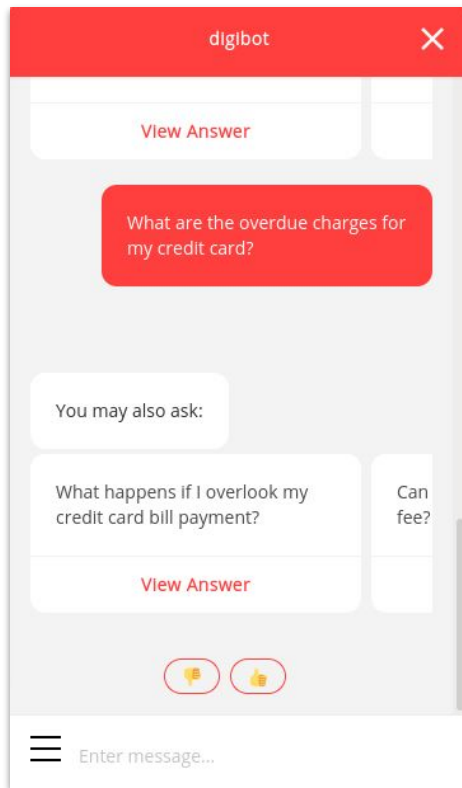 digibot
View Answer
What are the overdue charges for
my credit card?
You may also ask:
What happens if I overlook my
credit card bill payment?
View Answer
Can
fee?
Enter message...